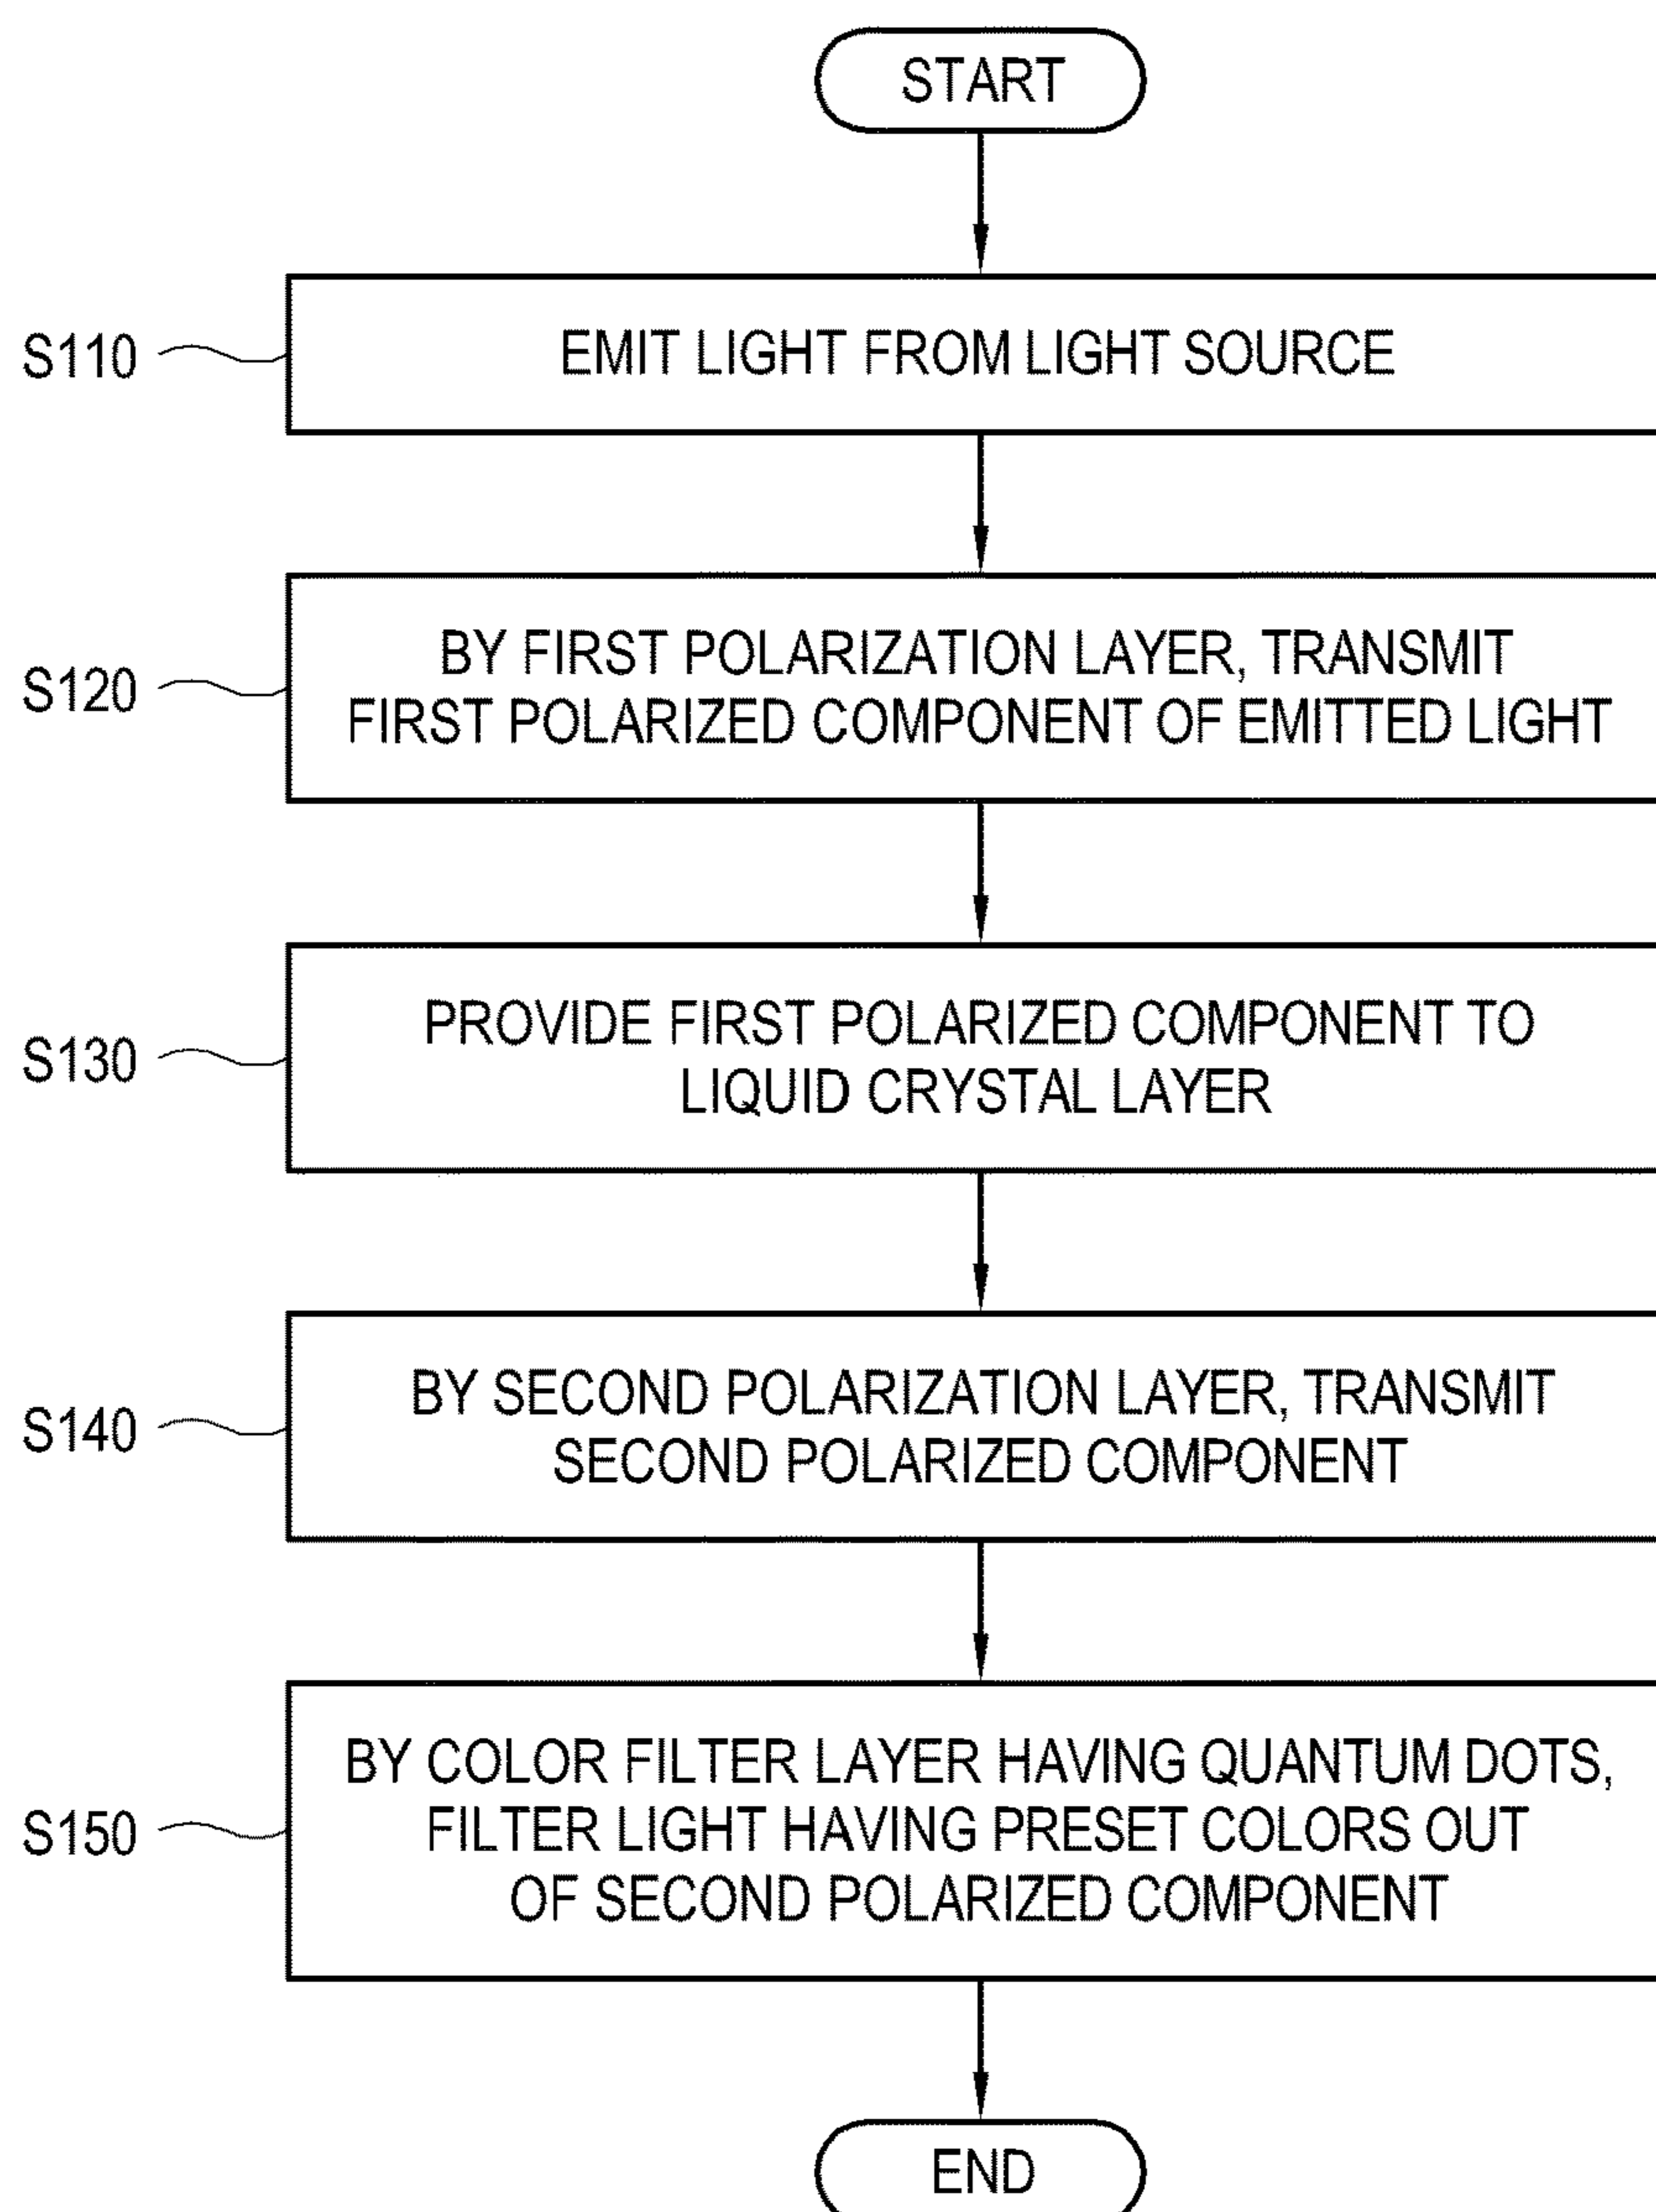 START
S110
EMIT LIGHT FROM LIGHT SOURCE
S120
BY FIRST POLARIZATION LAYER, TRANSMIT
FIRST POLARIZED COMPONENT OF EMITTED LIGHT
S130
PROVIDE FIRST POLARIZED COMPONENT TO
LIQUID CRYSTAL LAYER
S140
BY SECOND POLARIZATION LAYER, TRANSMIT
SECOND POLARIZED COMPONENT
S150
BY COLOR FILTER LAYER HAVING QUANTUM DOTS,
FILTER LIGHT HAVING PRESET COLORS OUT
OF SECOND POLARIZED COMPONENT
END